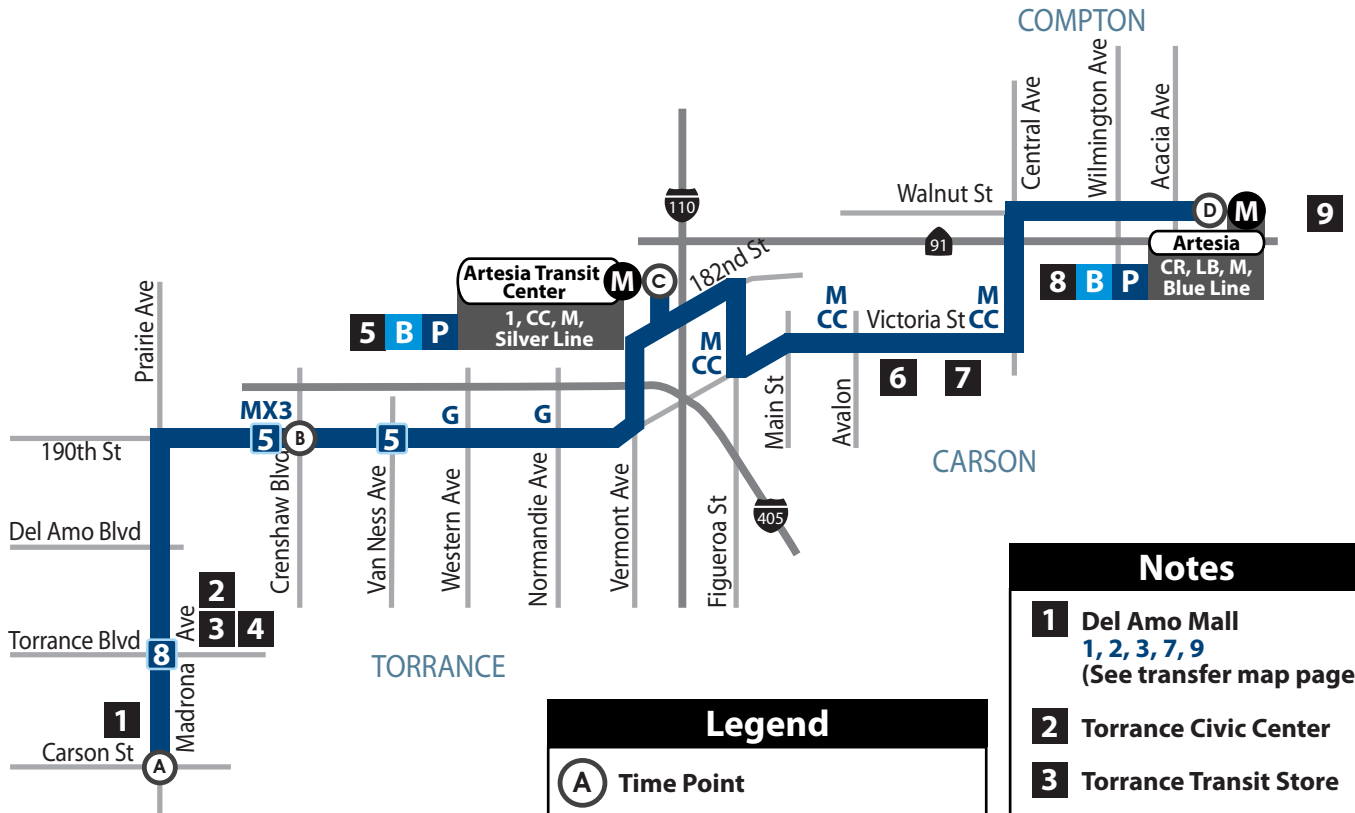 COMPTON
Central Ave
Wilmington Ave
Acacia Ave
Walnut St
110
91
D
M
9
Artesia
CR, LB, M,
Blue Line
8 B P
182nd St
Artesia Transit
Center
M
C
1, CC, M,
Silver Line
5 B P
Prairie Ave
M
CC
M
CC
Victoria St
M
CC
6
7
MX3
5
B
5
G
G
190th St
Crenshaw Blvd
Van Ness Ave
Western Ave
Normandie Ave
Vermont Ave
Figueroa St
Main St
Avalon
CARSON
405
Del Amo Blvd
2
3 4
Torrance Blvd
8
Madrona Ave
TORRANCE
1
Carson St
A
Legend
A Time Point
Notes
1 Del Amo Mall
1, 2, 3, 7, 9
(See transfer map page
2 Torrance Civic Center
3 Torrance Transit Store